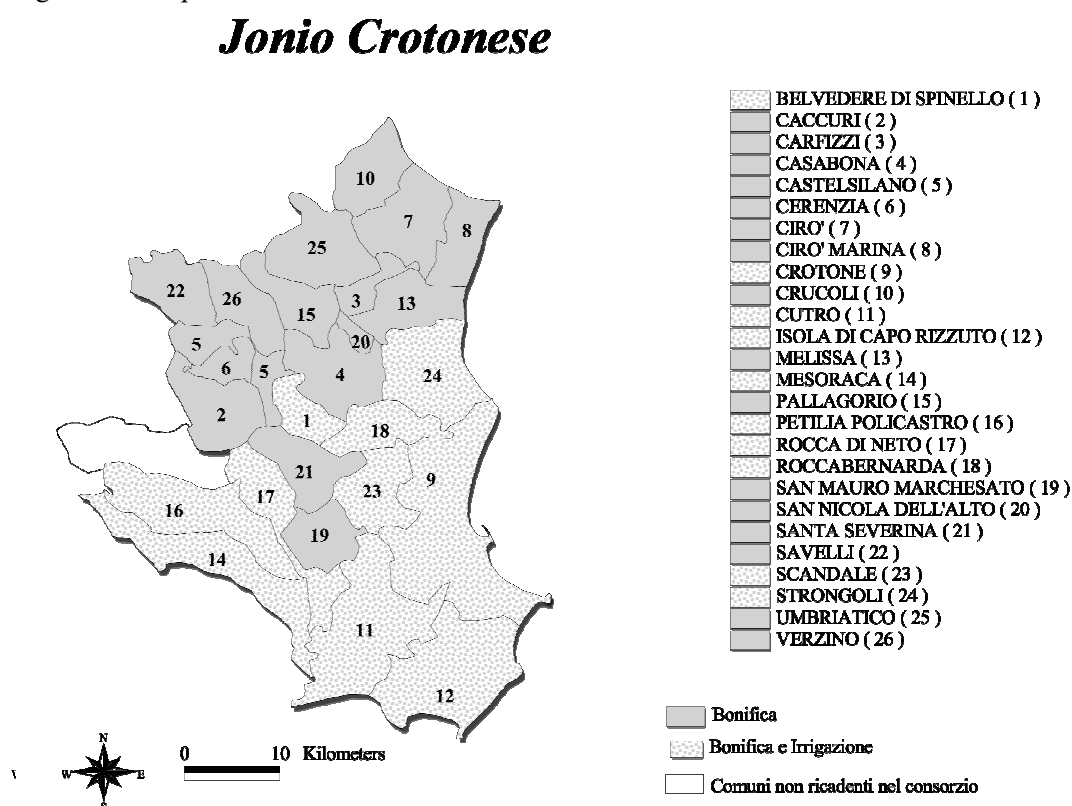 Jonio Crotonese
BELVEDERE DI SPINELLO ( 1 )
CACCURI ( 2 )
CARFIZZI ( 3 )
CASABONA ( 4 )
CASTELSILANO ( 5 )
CERENZIA ( 6 )
CIRO' ( 7 )
CIRO' MARINA ( 8 )
CROTONE ( 9 )
CRUCOLI ( 10 )
CUTRO ( 11 )
ISOLA DI CAPO RIZZUTO ( 12 )
MELISSA ( 13 )
MESORACA ( 14 )
PALLAGORIO ( 15 )
PETILIA POLICASTRO ( 16 )
ROCCA DI NETO ( 17 )
ROCCABERNARDA ( 18 )
SAN MAURO MARCHESATO ( 19 )
SAN NICOLA DELL'ALTO ( 20 )
SANTA SEVERINA ( 21 )
SAVELLI ( 22 )
SCANDALE ( 23 )
STRONGOLI ( 24 )
UMBRIATICO ( 25 )
VERZINO ( 26 )
10
7
8
25
22
26
3
13
15
5
20
6
5
4
24
2
1
18
21
9
17
23
16
19
14
11
12
Bonifica
Bonifica e Irrigazione
Comuni non ricadenti nel consorzio
N
W E
S
0 10 Kilometers